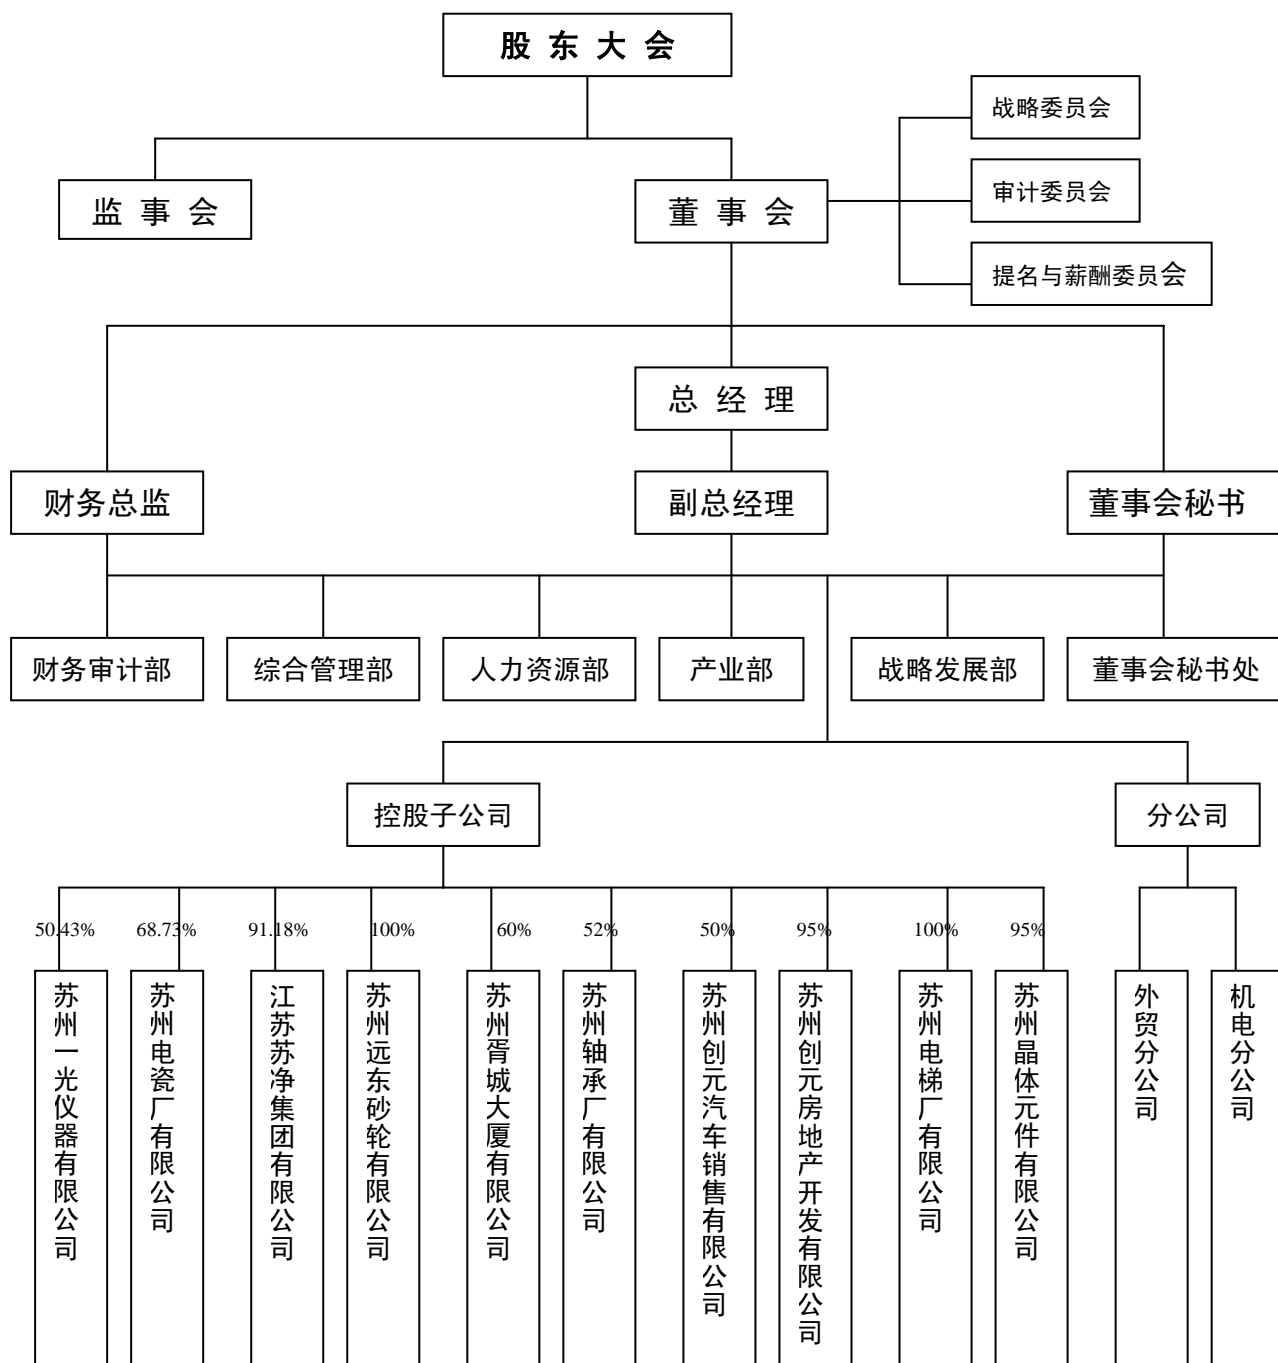 股 东 大 会
战略委员会
监 事 会
董 事 会
审计委员会
提名与薪酬委员会
总 经 理
财务总监
副总经理
董事会秘书
财务审计部
综合管理部
人力资源部
产业部
战略发展部
董事会秘书处
控股子公司
分公司
50.43%
68.73%
91.18%
100%
60%
52%
50%
95%
100%
95%
苏州一光仪器有限公司
苏州电瓷厂有限公司
江苏苏净集团有限公司
苏州远东砂轮有限公司
苏州胥城大厦有限公司
苏州轴承厂有限公司
苏州创元汽车销售有限公司
苏州创元房地产开发有限公司
苏州电梯厂有限公司
苏州晶体元件有限公司
外贸分公司
机电分公司